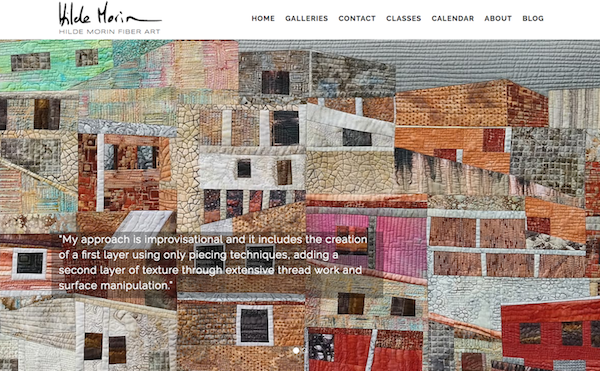 Hilde Morin
HILDE MORIN FIBER ART
HOME GALLERIES CONTACT CLASSES CALENDAR ABOUT BLOG
"My approach is improvisational and it includes the creation
of a first layer using only piecing techniques, adding a
second layer of texture through extensive thread work and
surface manipulation."